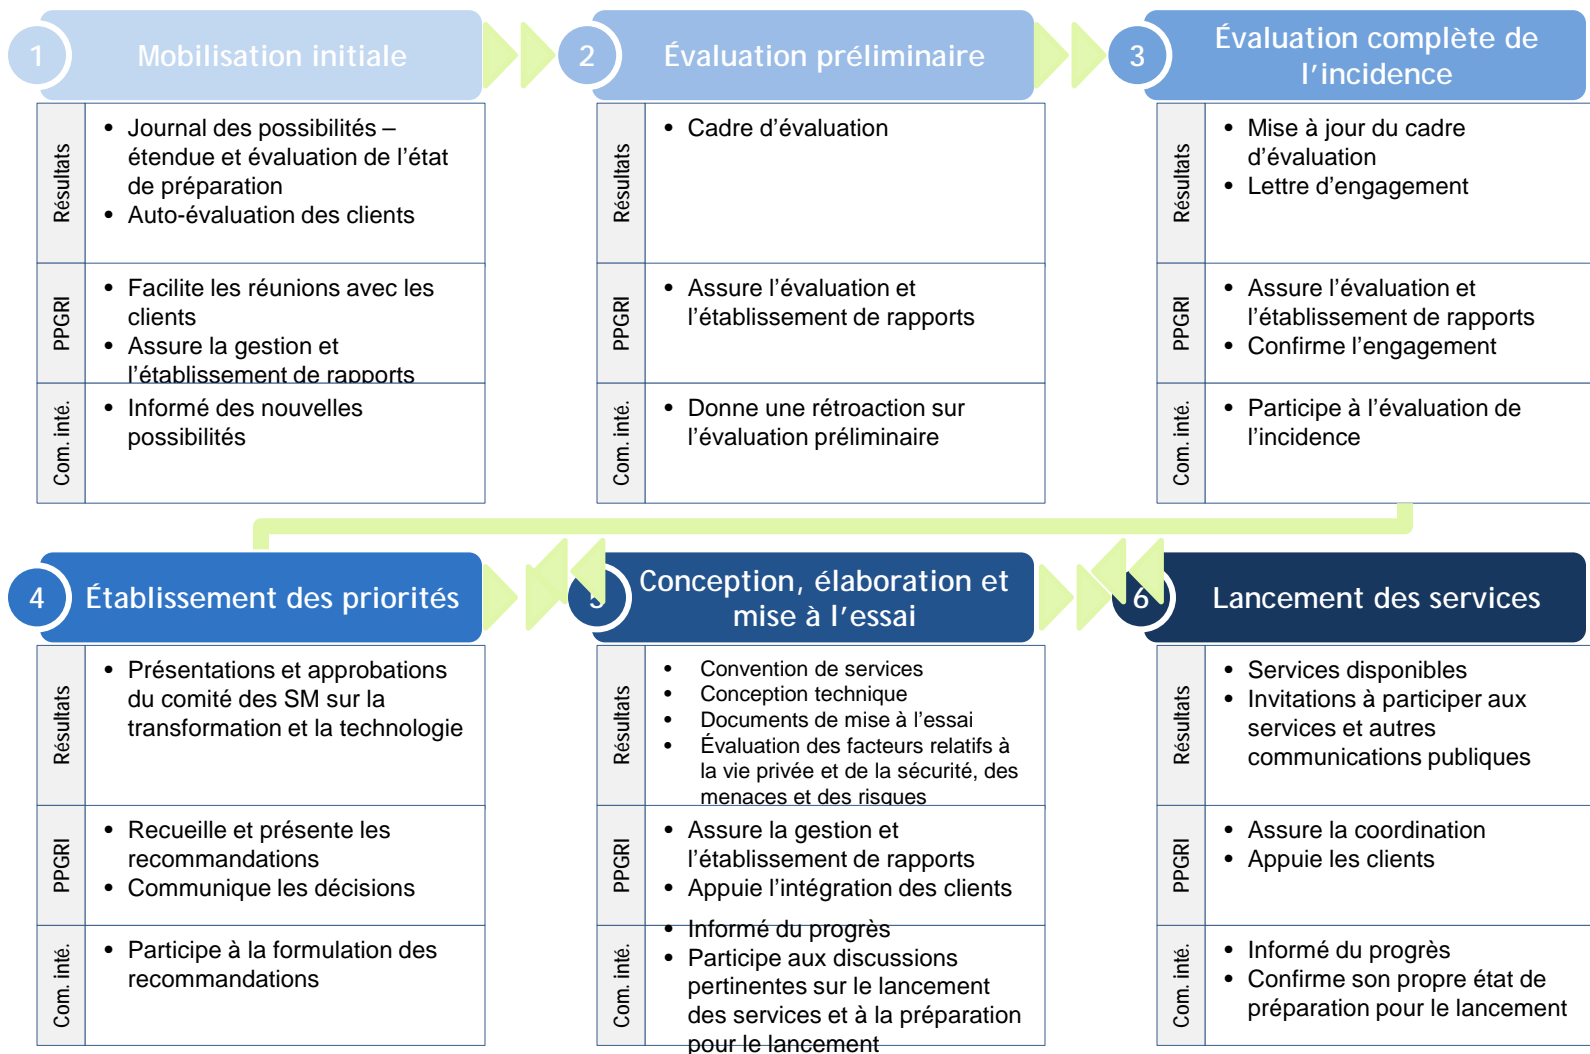 1
Mobilisation initiale
Résultats
• Journal des possibilités –
étendue et évaluation de l’état
de préparation
• Auto-évaluation des clients
PPGRI
• Facilite les réunions avec les
clients
• Assure la gestion et
l’établissement de rapports
Com. inté.
• Informé des nouvelles
possibilités
2
Évaluation préliminaire
Résultats
• Cadre d’évaluation
PPGRI
• Assure l’évaluation et
l’établissement de rapports
Com. inté.
• Donne une rétroaction sur
l’évaluation préliminaire
3
Évaluation complète de
l’incidence
Résultats
• Mise à jour du cadre
d’évaluation
• Lettre d’engagement
PPGRI
• Assure l’évaluation et
l’établissement de rapports
• Confirme l’engagement
Com. inté.
• Participe à l’évaluation de
l’incidence
4
Établissement des priorités
Résultats
• Présentations et approbations
du comité des SM sur la
transformation et la technologie
PPGRI
• Recueille et présente les
recommandations
• Communique les décisions
Com. inté.
• Participe à la formulation des
recommandations
5
Conception, élaboration et
mise à l’essai
Résultats
• Convention de services
• Conception technique
• Documents de mise à l’essai
• Évaluation des facteurs relatifs à
la vie privée et de la sécurité, des
menaces et des risques
PPGRI
• Assure la gestion et
l’établissement de rapports
• Appuie l’intégration des clients
Com. inté.
• Informé du progrès
• Participe aux discussions
pertinentes sur le lancement
des services et à la préparation
pour le lancement
6
Lancement des services
Résultats
• Services disponibles
• Invitations à participer aux
services et autres
communications publiques
PPGRI
• Assure la coordination
• Appuie les clients
Com. inté.
• Informé du progrès
• Confirme son propre état de
préparation pour le lancement